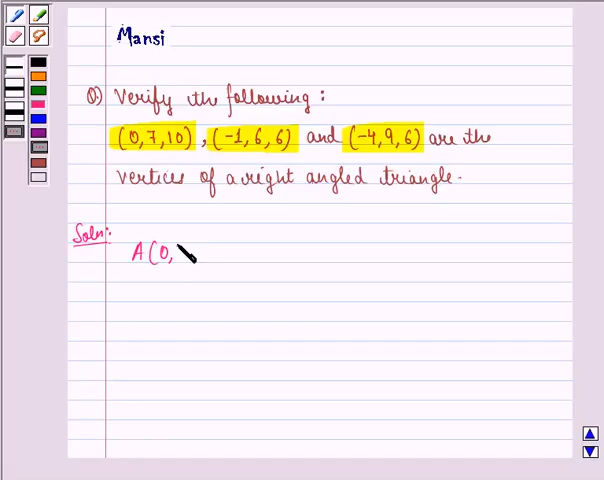 Mansi
Q) Verify the following :
(0,7,10) , (-1,6,6) and (-4,9,6) are the
vertices of a right angled triangle.
Soln:
A(0,